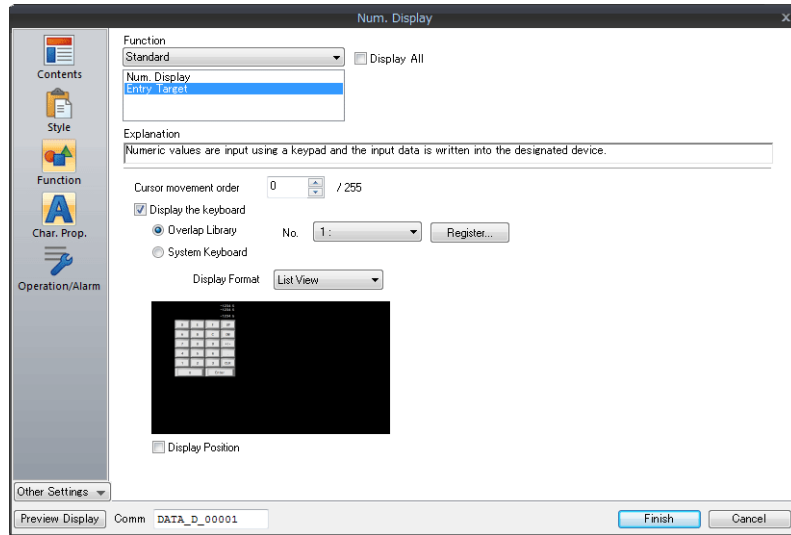 Num. Display
x
Contents
Style
Function
Char. Prop.
Operation/Alarm
Other Settings
Function
Standard
Display All
Num. Display
Entry Target
Explanation
Numeric values are input using a keypad and the input data is written into the designated device.
Cursor movement order 0 / 255
Display the keyboard
Overlap Library No. 1 : Register...
System Keyboard
Display Format List View
Display Position
Preview Display Comm DATA_D_00001 Finish Cancel